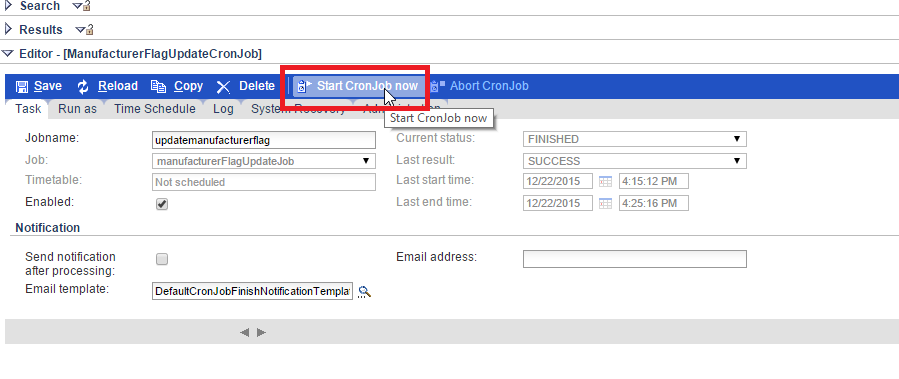 Search
Results
Editor - [ManufacturerFlagUpdateCronJob]
Save Reload Copy Delete Start CronJob now Abort CronJob
Task Run as Time Schedule Log System Recovery
Start CronJob now
Jobname: updatemanufacturerflag Current status: FINISHED
Job: manufacturerFlagUpdateJob Last result: SUCCESS
Timetable: Not scheduled Last start time: 12/22/2015 4:15:12 PM
Enabled: Last end time: 12/22/2015 4:25:16 PM
Notification
Send notification Email address:
after processing:
Email template: DefaultCronJobFinishNotificationTemplat